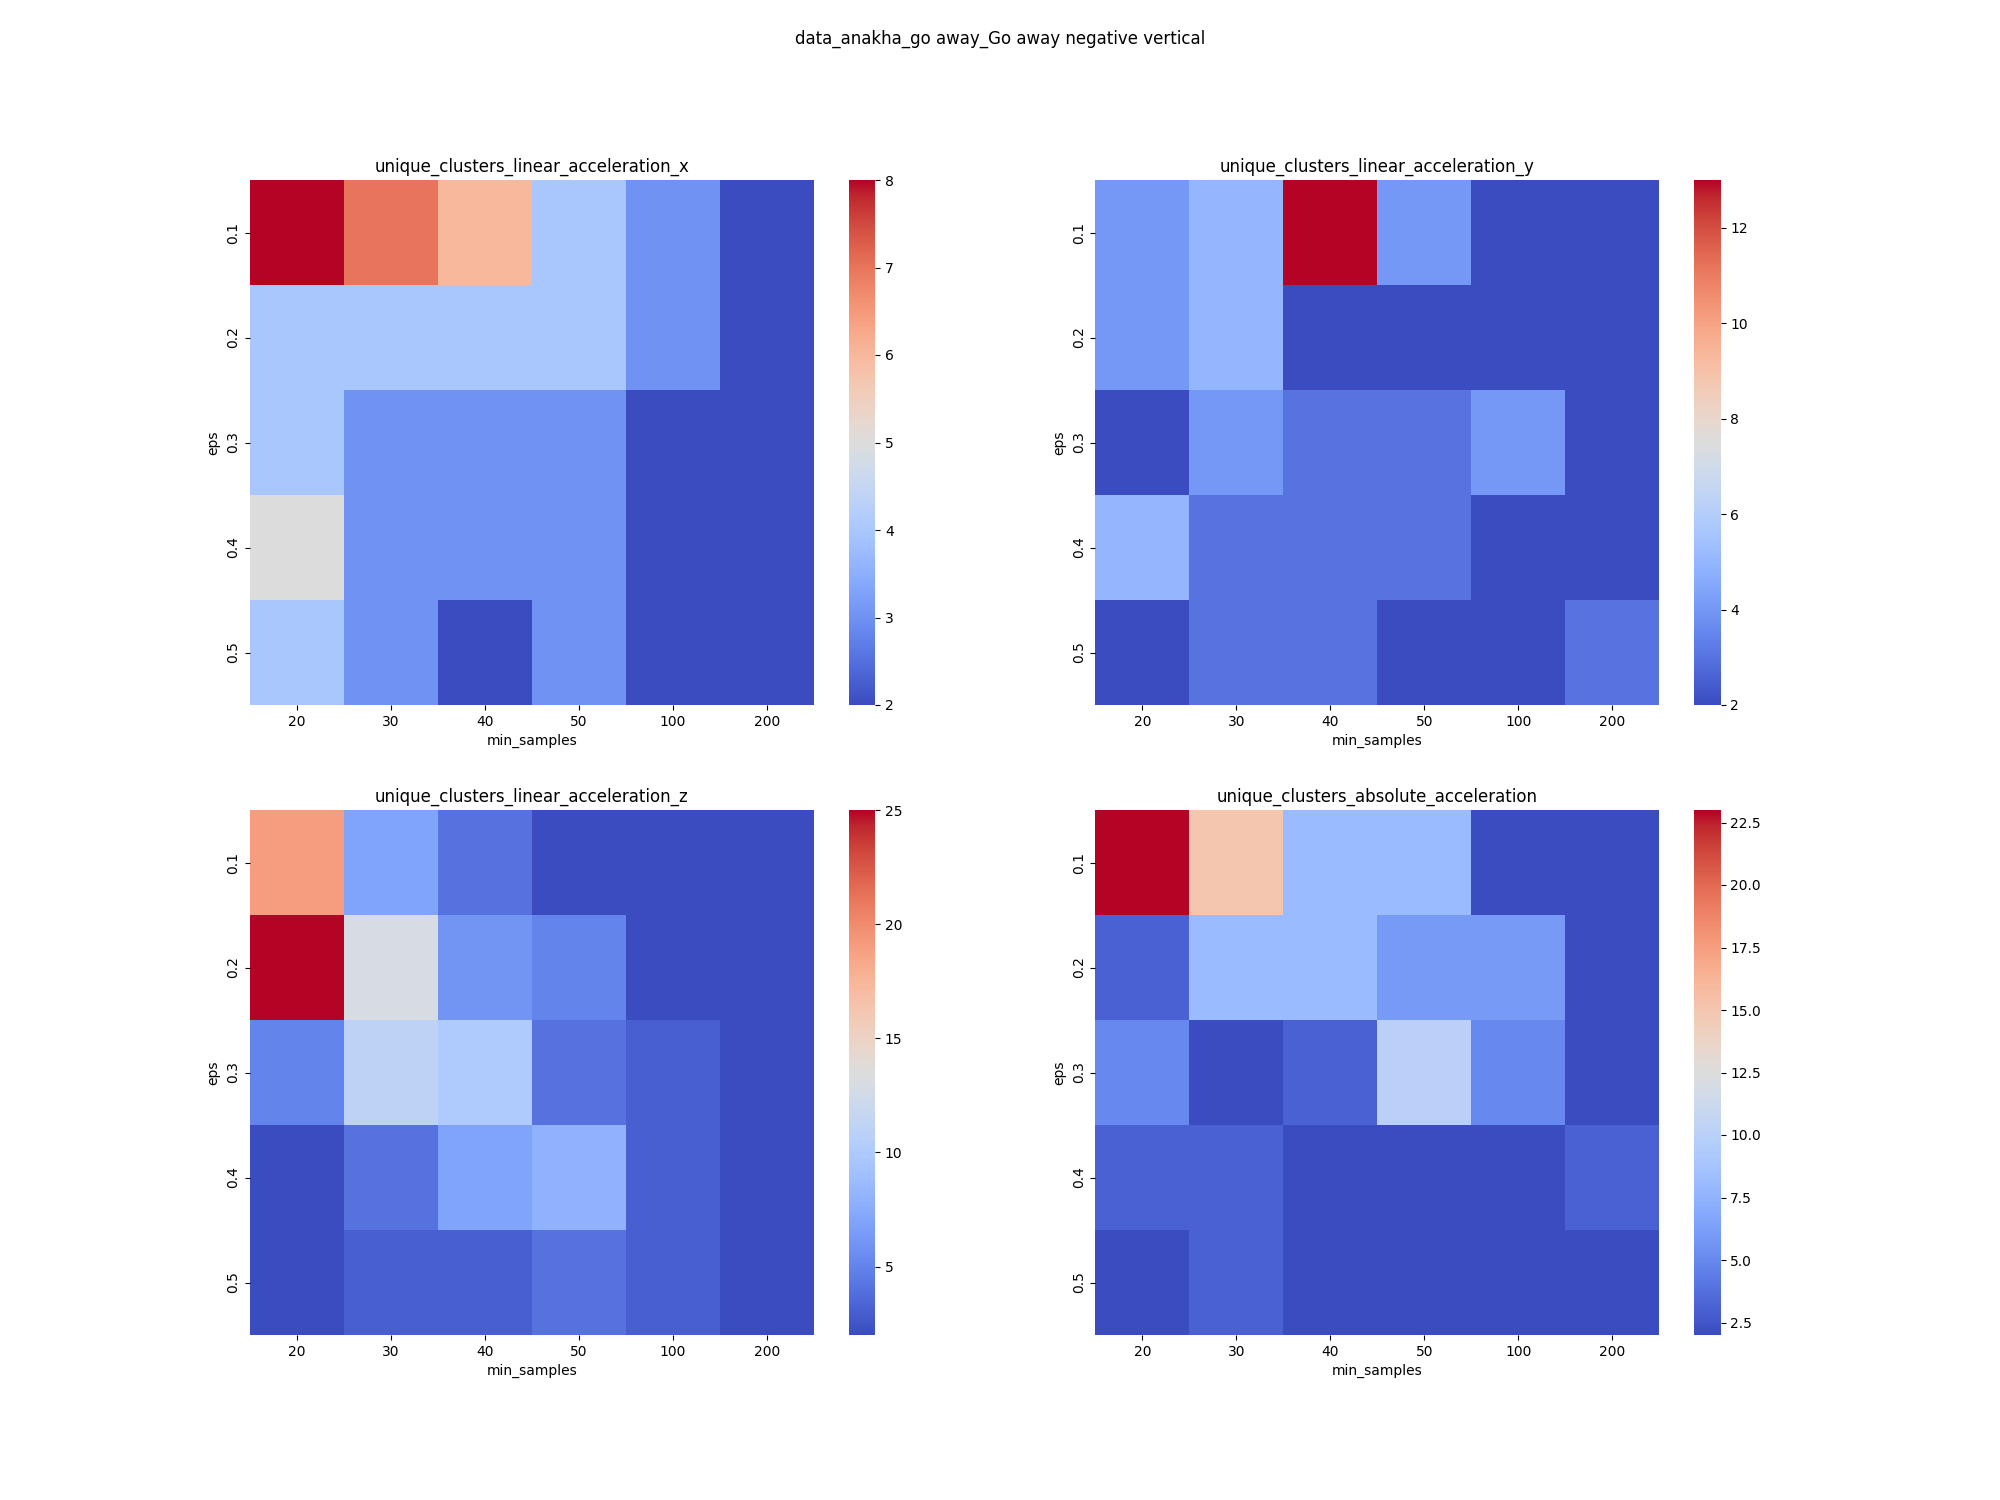 data_anakha_go away_Go away negative vertical
unique_clusters_linear_acceleration_x
eps
0.1
0.2
0.3
0.4
0.5
20 30 40 50 100 200
min_samples
8
7
6
5
4
3
2
unique_clusters_linear_acceleration_y
eps
0.1
0.2
0.3
0.4
0.5
20 30 40 50 100 200
min_samples
12
10
8
6
4
2
unique_clusters_linear_acceleration_z
eps
0.1
0.2
0.3
0.4
0.5
20 30 40 50 100 200
min_samples
25
20
15
10
5
unique_clusters_absolute_acceleration
eps
0.1
0.2
0.3
0.4
0.5
20 30 40 50 100 200
min_samples
22.5
20.0
17.5
15.0
12.5
10.0
7.5
5.0
2.5